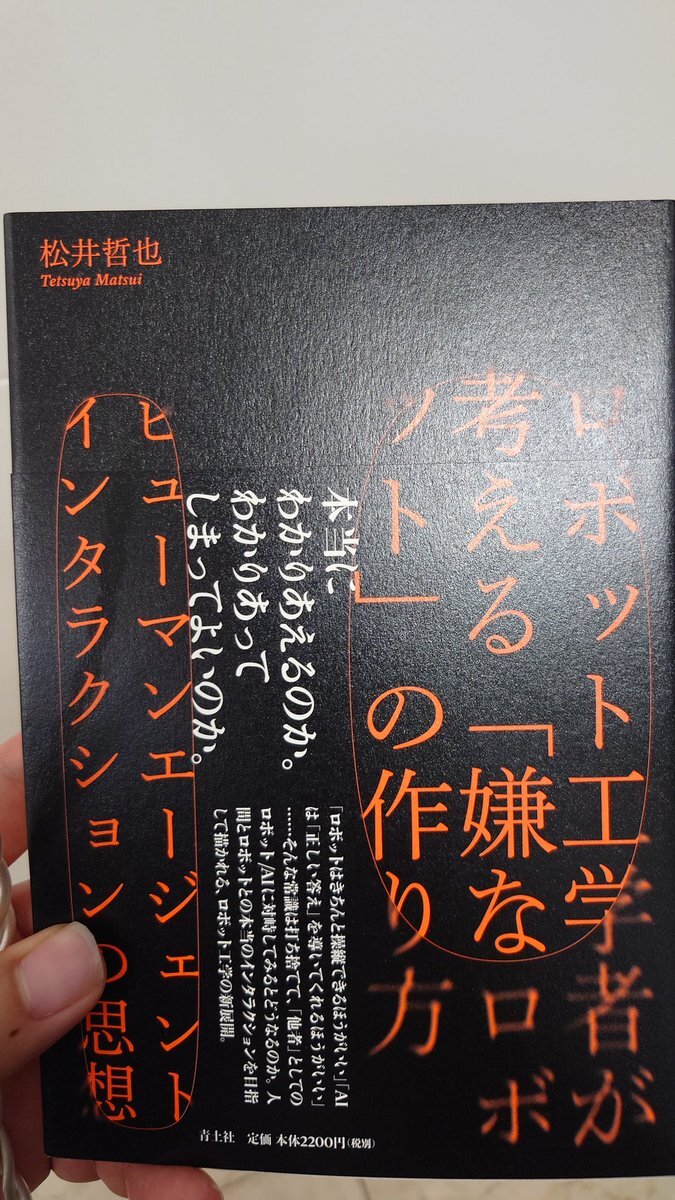 松井哲也
Tetsuya Matsui
ロボット工学者が
考える「嫌なロボ
ット」の作り方
本当に
わかりあえるのか。
わかりあって
しまってよいのか。
ヒューマンエージェント
インタラクションの思想
「ロボットはきちんと操縦できるほうがいい」「AI
は「正しい答え」を導いてくれるほうがいい」
……そんな常識は打ち捨てて、「他者」としての
ロボット/AIに対峙してみるとどうなるのか。人
間とロボットとの本当のインタラクションを目指
して描かれる、ロボット工学の新展開。
青土社 定価 本体2200円(税別)